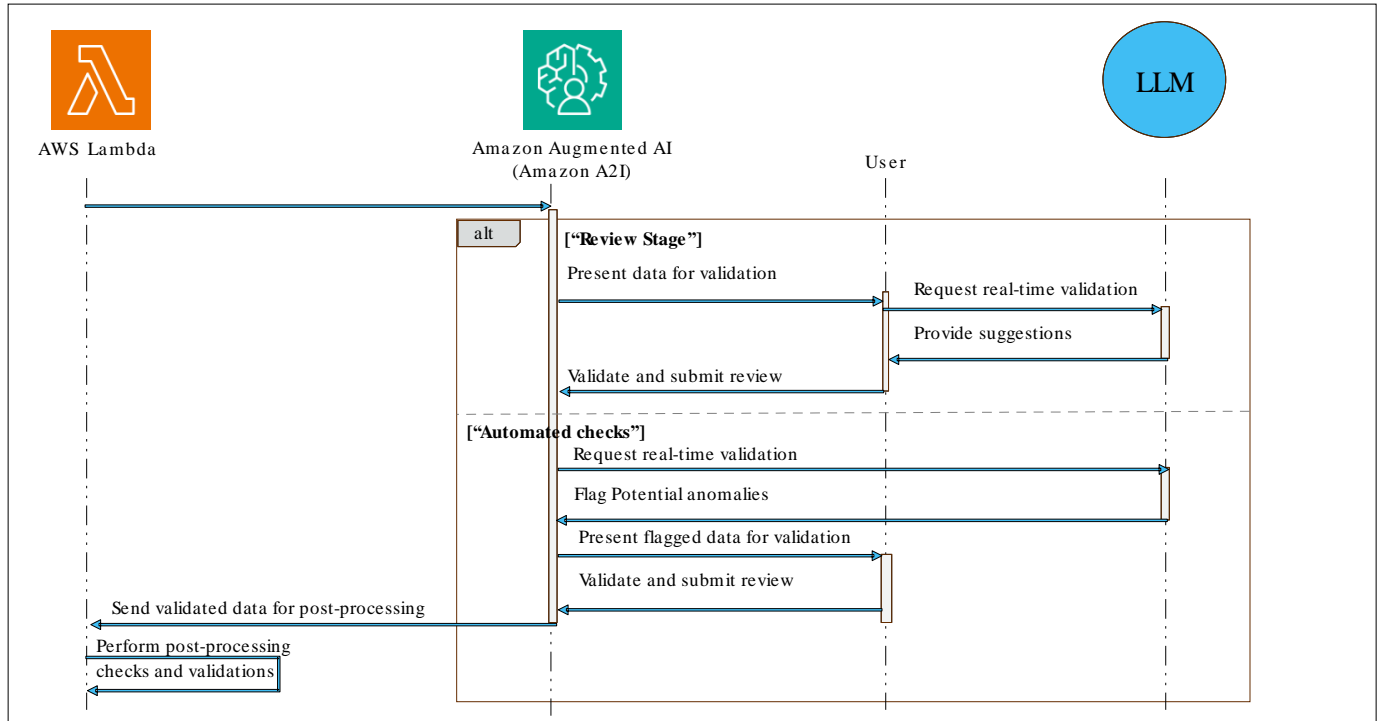 LLM
AWS Lambda
Amazon Augmented AI
(Amazon A2I)
User
alt
[“Review Stage”]
Present data for validation
Request real-time validation
Provide suggestions
Validate and submit review
[“Automated checks”]
Request real-time validation
Flag Potential anomalies
Present flagged data for validation
Validate and submit review
Send validated data for post-processing
Perform post-processing
checks and validations